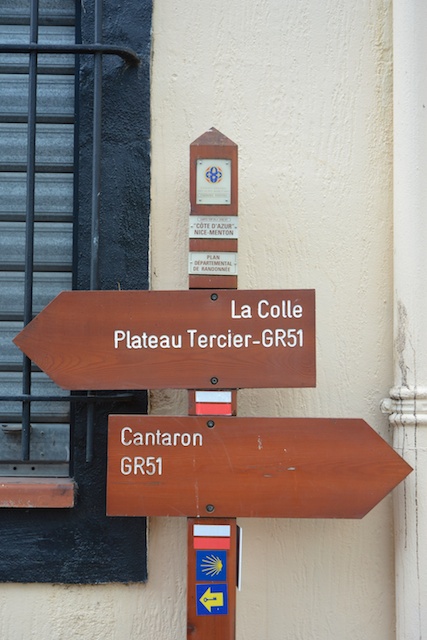 "CÔTE D'AZUR"
NICE-MENTON
PLAN
DÉPARTEMENTAL
DE RANDONNÉE
La Colle
Plateau Tercier-GR51
Cantaron
GR51